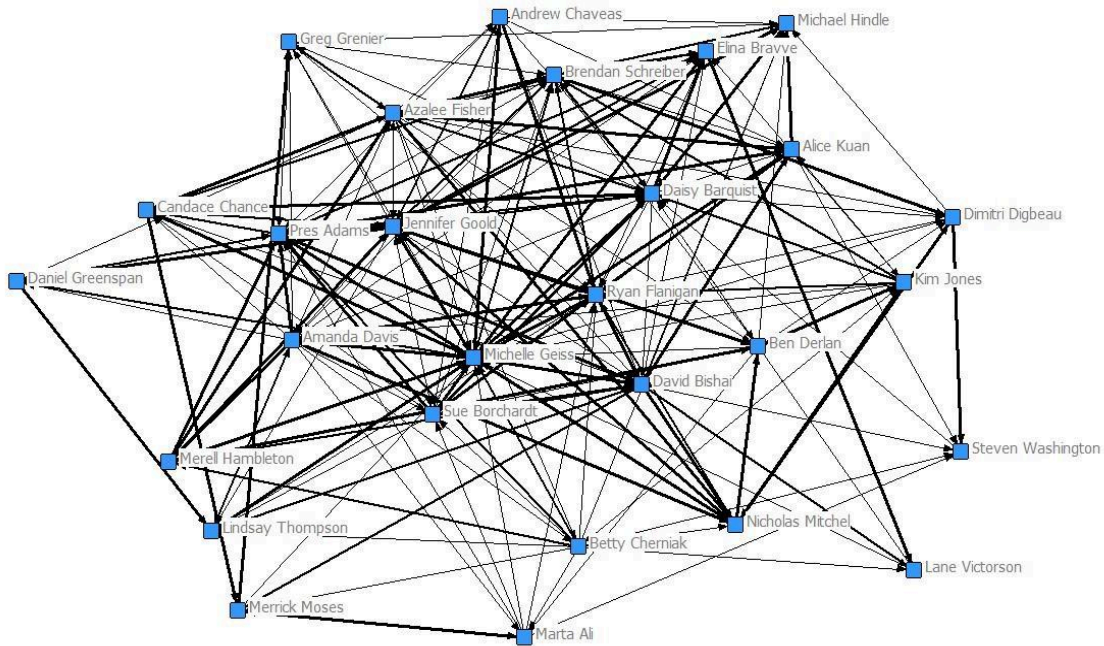 Andrew Chaveas
Michael Hindle
Greg Grenier
Elina Bravve
Brendan Schreiber
Azalee Fisher
Alice Kuan
Daisy Barquist
Candace Chance
Dimitri Digbeau
Jennifer Goold
Pres Adams
Daniel Greenspan
Kim Jones
Ryan Flanigan
Amanda Davis
Ben Derlan
Michelle Geiss
David Bishai
Sue Borchardt
Steven Washington
Merell Hambleton
Nicholas Mitchel
Lindsay Thompson
Betty Cherniak
Lane Victorson
Merrick Moses
Marta Ali